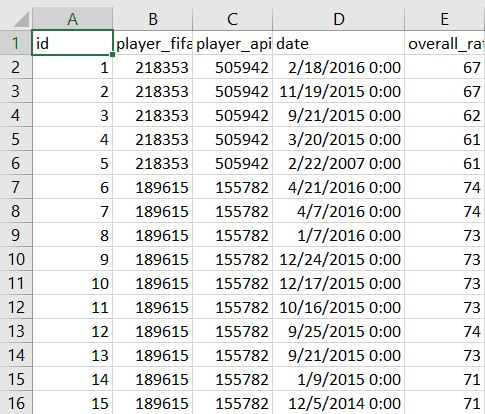 A B C D E
1 id player_fifa player_api date overall_rat
2 1 218353 505942 2/18/2016 0:00 67
3 2 218353 505942 11/19/2015 0:00 67
4 3 218353 505942 9/21/2015 0:00 62
5 4 218353 505942 3/20/2015 0:00 61
6 5 218353 505942 2/22/2007 0:00 61
7 6 189615 155782 4/21/2016 0:00 74
8 7 189615 155782 4/7/2016 0:00 74
9 8 189615 155782 1/7/2016 0:00 73
10 9 189615 155782 12/24/2015 0:00 73
11 10 189615 155782 12/17/2015 0:00 73
12 11 189615 155782 10/16/2015 0:00 73
13 12 189615 155782 9/25/2015 0:00 74
14 13 189615 155782 9/21/2015 0:00 73
15 14 189615 155782 1/9/2015 0:00 71
16 15 189615 155782 12/5/2014 0:00 71